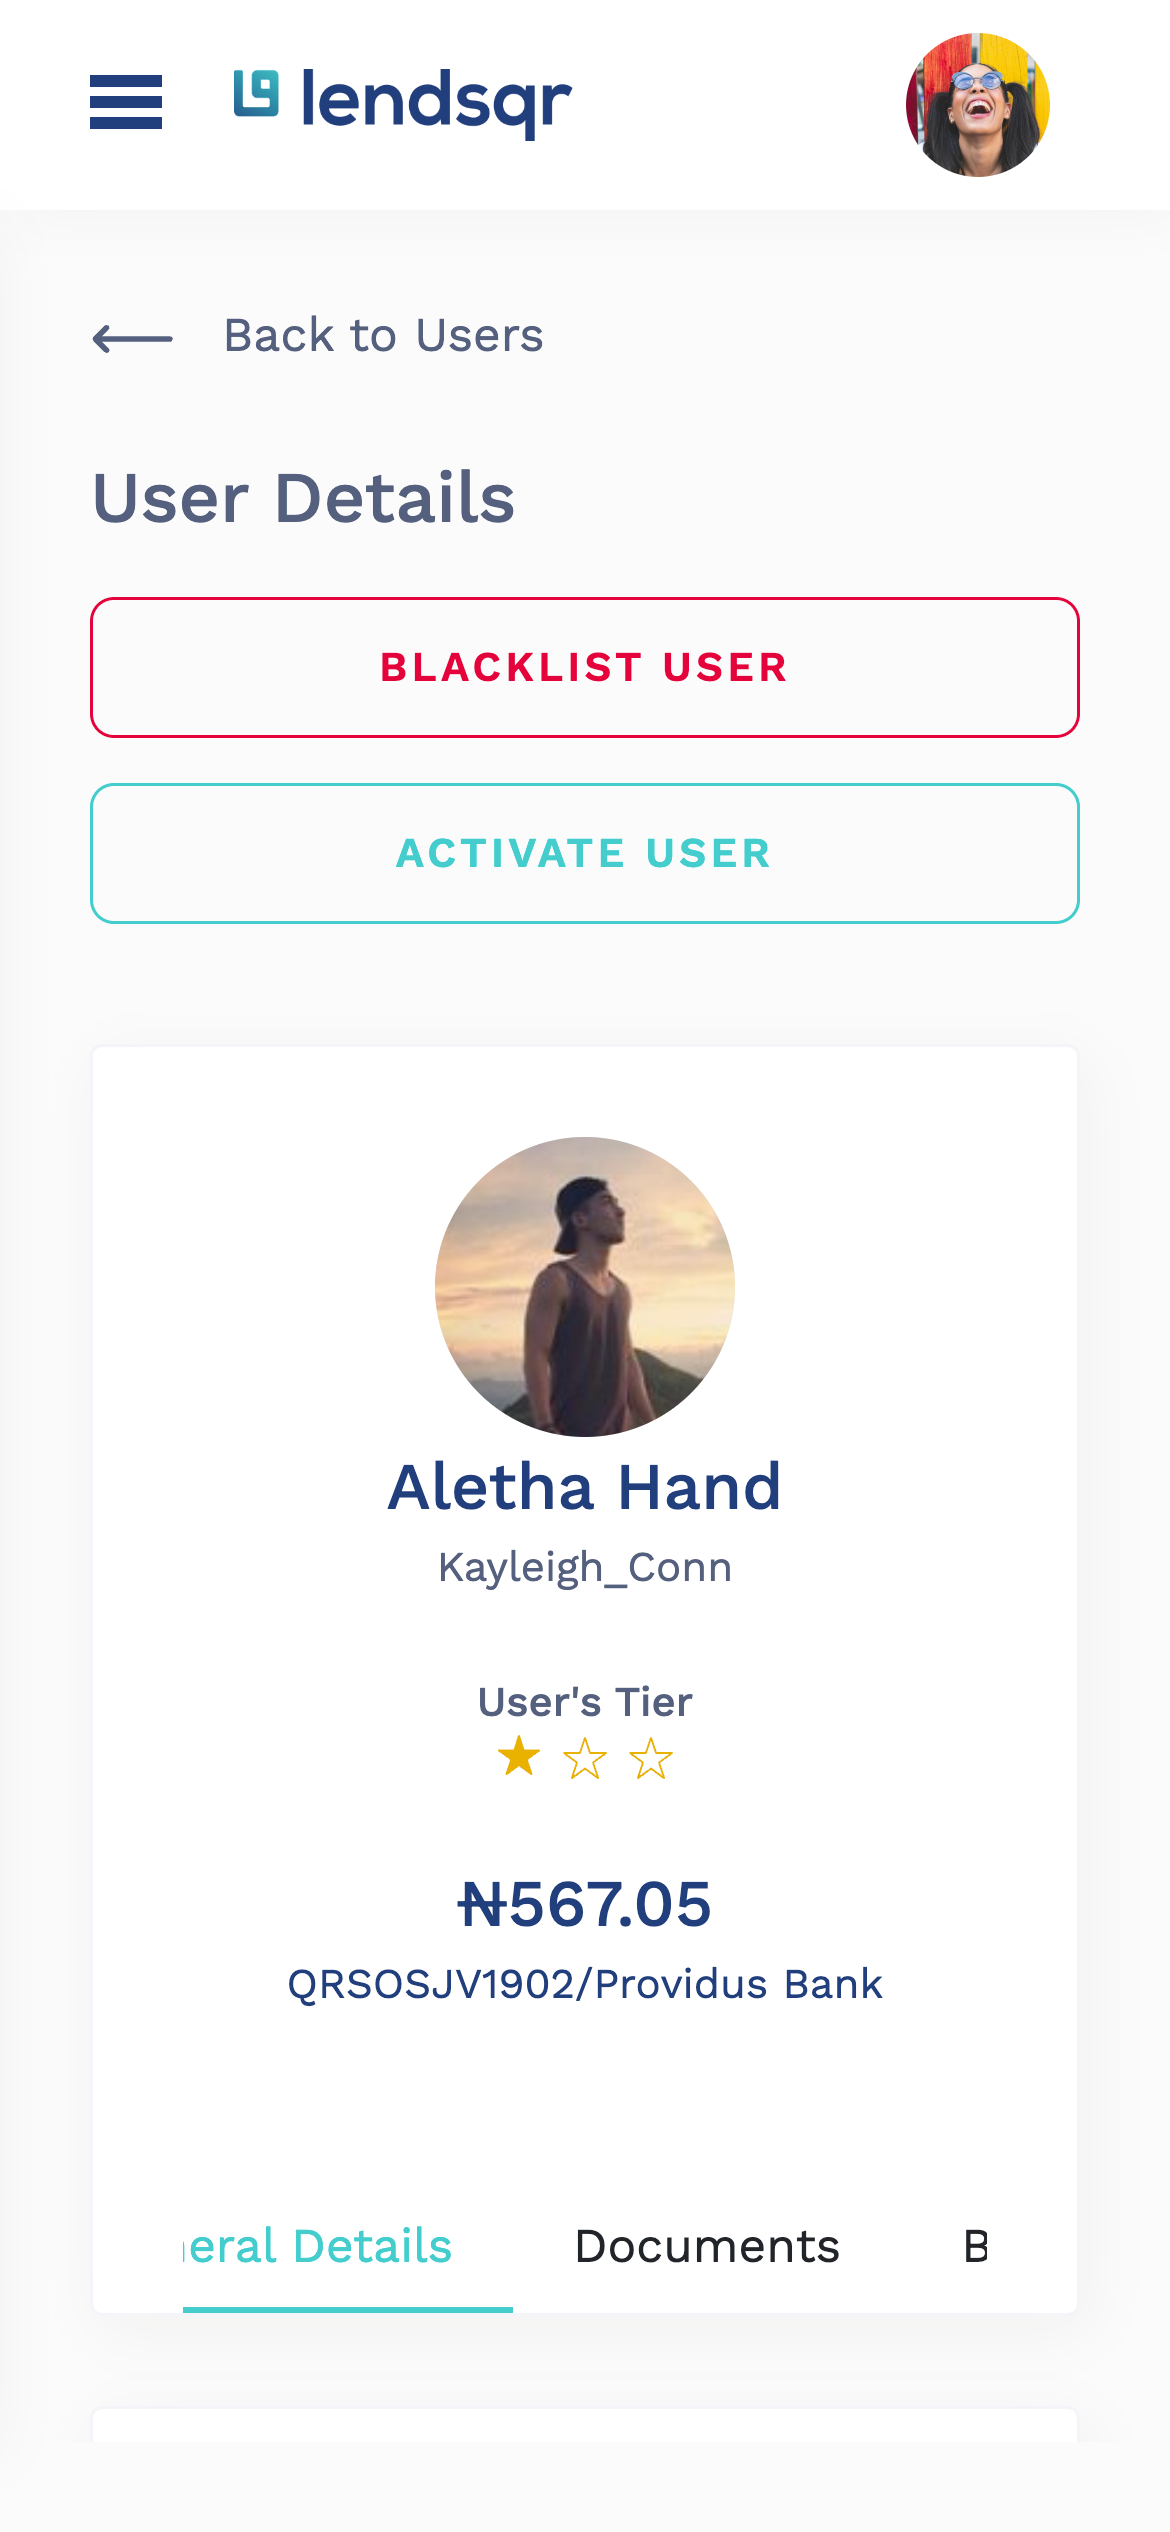 lendsqr
Back to Users
User Details
BLACKLIST USER
ACTIVATE USER
Aletha Hand
Kayleigh_Conn
User's Tier
₦567.05
QRSOSJV1902/Providus Bank
eral Details Documents B